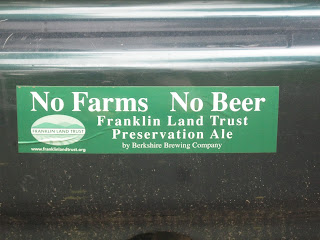 No Farms No Beer
Franklin Land Trust
Preservation Ale
by Berkshire Brewing Company
FRANKLIN LAND TRUST
www.franklinlandtrust.org